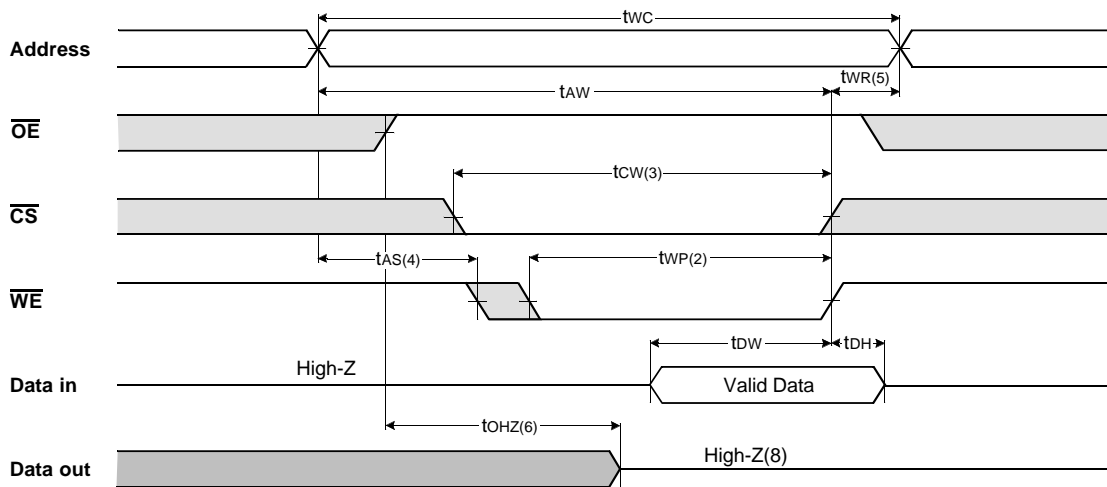 tWC
Address
tWR(5)
tAW
OE
tCW(3)
CS
tAS(4)
tWP(2)
WE
tDW
tDH
High-Z
Data in
Valid Data
tOHZ(6)
High-Z(8)
Data out